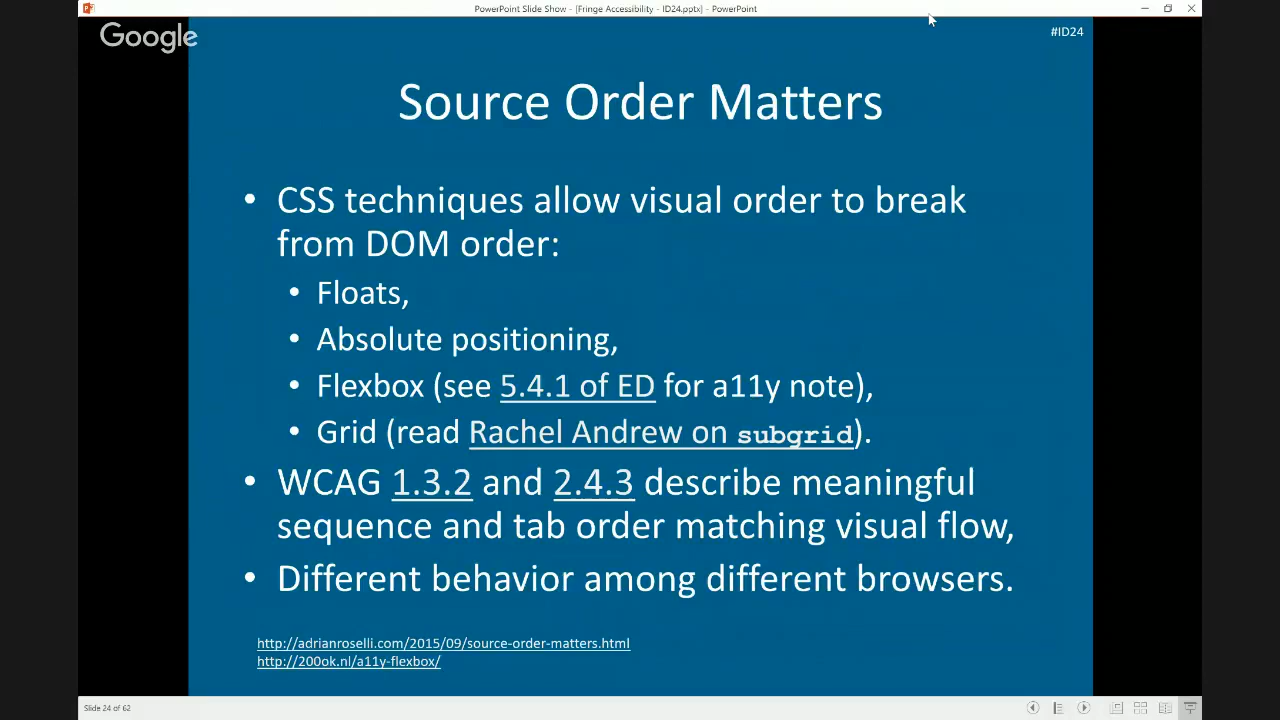 PowerPoint Slide Show - [Fringe Accessibility - ID24.pptx] - PowerPoint
Google
#ID24
Source Order Matters
• CSS techniques allow visual order to break
from DOM order:
• Floats,
• Absolute positioning,
• Flexbox (see 5.4.1 of ED for a11y note),
• Grid (read Rachel Andrew on subgrid).
• WCAG 1.3.2 and 2.4.3 describe meaningful
sequence and tab order matching visual flow,
• Different behavior among different browsers.
http://adrianroselli.com/2015/09/source-order-matters.html
http://200ok.nl/a11y-flexbox/
Slide 24 of 62